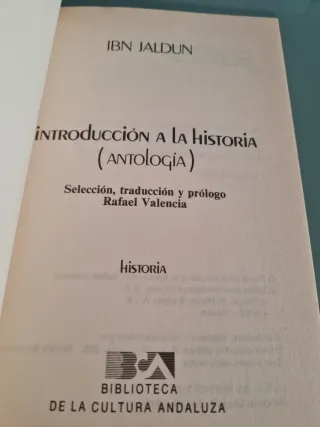 IBN JALDUN
introducción a la historia
(antología)
Selección, traducción y prólogo
Rafael Valencia
historia
BCA
BIBLIOTECA
DE LA CULTURA ANDALUZA